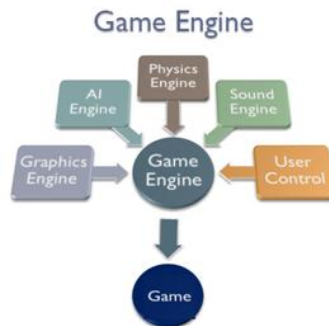 Game Engine
Physics
Engine
AI
Engine
Sound
Engine
Graphics
Engine
Game
Engine
User
Control
Game